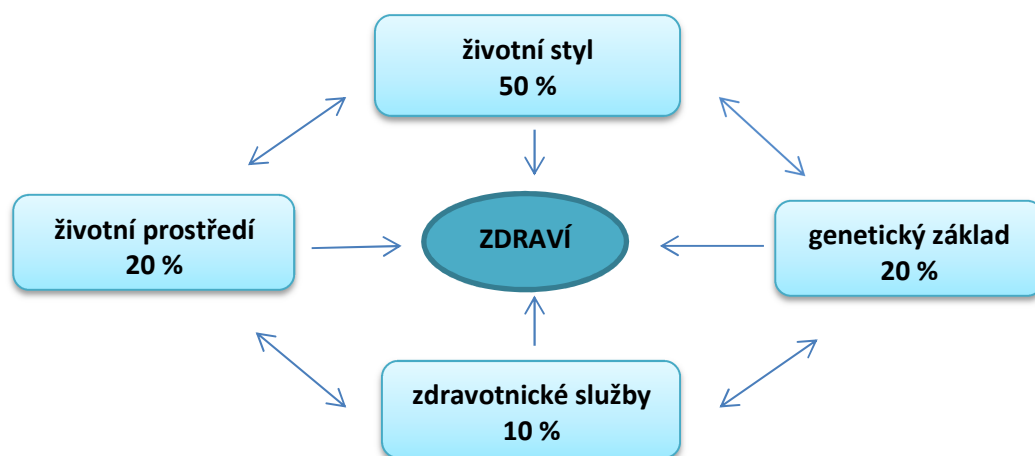 životní styl
50 %
životní prostředí
20 %
ZDRAVÍ
genetický základ
20 %
zdravotnické služby
10 %